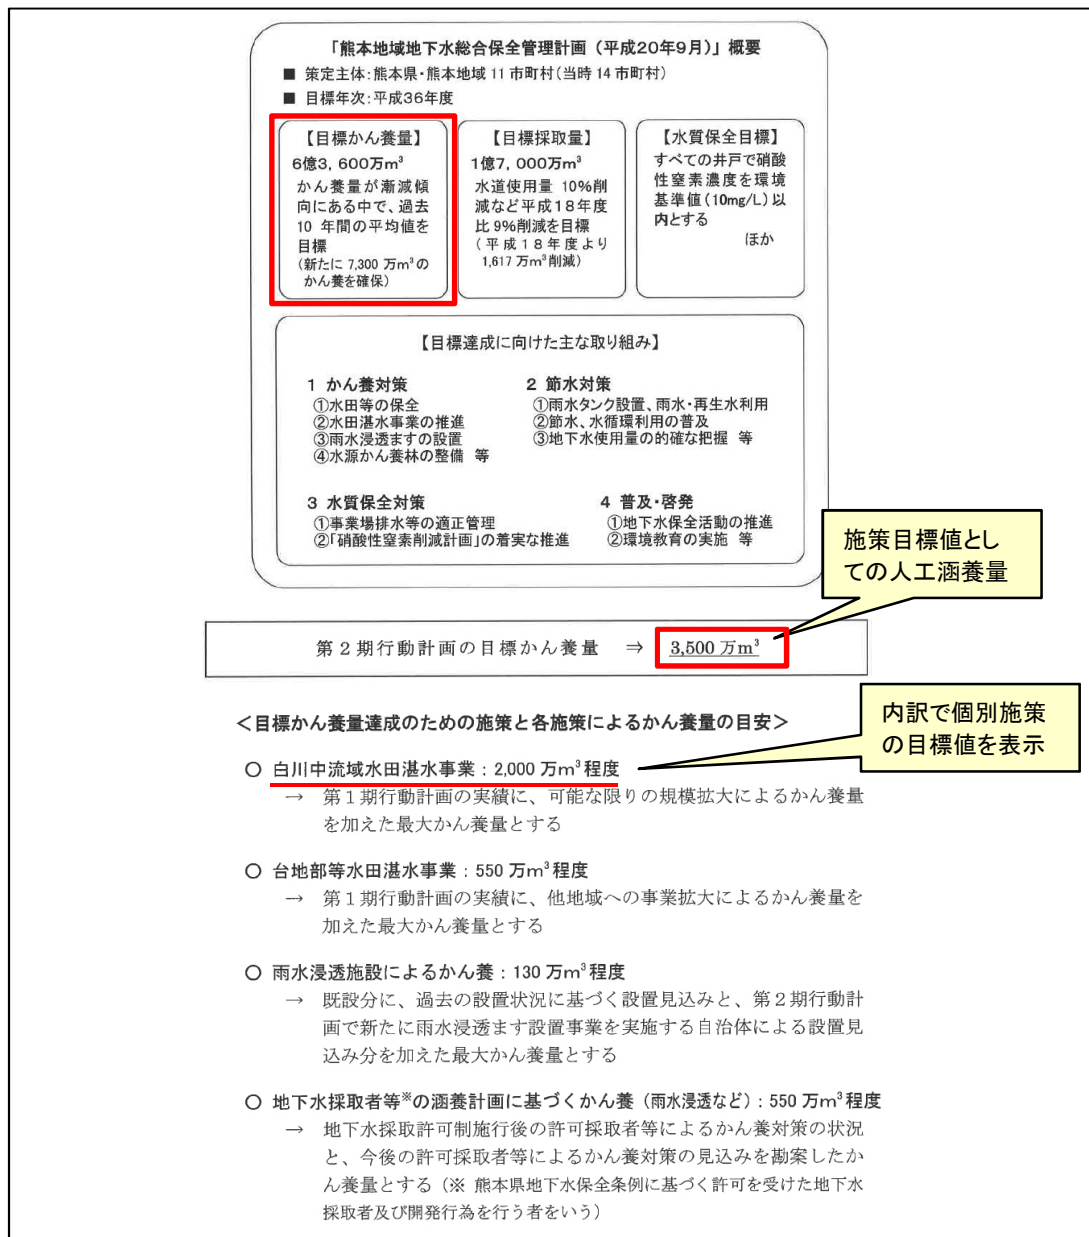 「熊本地域地下水総合保全管理計画（平成20年9月）」概要
■ 策定主体：熊本県・熊本地域 11 市町村（当時 14 市町村）
■ 目標年次：平成36年度
【目標かん養量】
6億3，600万m³
かん養量が漸減傾
向にある中で、過去
10 年間の平均値を
目標
（新たに 7,300 万m³の
かん養を確保）
【目標採取量】
1億7，000万m³
水道使用量 10％削
減など平成18年度
比 9％削減を目標
（平成１８年度より
1,617 万m³削減）
【水質保全目標】
すべての井戸で硝酸
性窒素濃度を環境
基準値（10mg/L）以
内とする
ほか
【目標達成に向けた主な取り組み】
1 かん養対策
①水田等の保全
②水田湛水事業の推進
③雨水浸透ますの設置
④水源かん養林の整備 等
2 節水対策
①雨水タンク設置、雨水・再生水利用
②節水、水循環利用の普及
③地下水使用量の的確な把握 等
3 水質保全対策
①事業場排水等の適正管理
②「硝酸性窒素削減計画」の着実な推進
4 普及・啓発
①地下水保全活動の推進
②環境教育の実施 等
施策目標値とし
ての人工涵養量
第２期行動計画の目標かん養量 ⇒ 3,500 万m³
内訳で個別施策
の目標値を表示
＜目標かん養量達成のための施策と各施策によるかん養量の目安＞
○ 白川中流域水田湛水事業：2,000 万m³程度
→ 第１期行動計画の実績に、可能な限りの規模拡大によるかん養量
を加えた最大かん養量とする
○ 台地部等水田湛水事業：550 万m³程度
→ 第１期行動計画の実績に、他地域への事業拡大によるかん養量を
加えた最大かん養量とする
○ 雨水浸透施設によるかん養：130 万m³程度
→ 既設分に、過去の設置状況に基づく設置見込みと、第２期行動計
画で新たに雨水浸透ます設置事業を実施する自治体による設置見
込み分を加えた最大かん養量とする
○ 地下水採取者等※の涵養計画に基づくかん養（雨水浸透など）：550 万m³程度
→ 地下水採取許可制施行後の許可採取者等によるかん養対策の状況
と、今後の許可採取者等によるかん養対策の見込みを勘案したか
ん養量とする（※ 熊本県地下水保全条例に基づく許可を受けた地下水
採取者及び開発行為を行う者をいう）